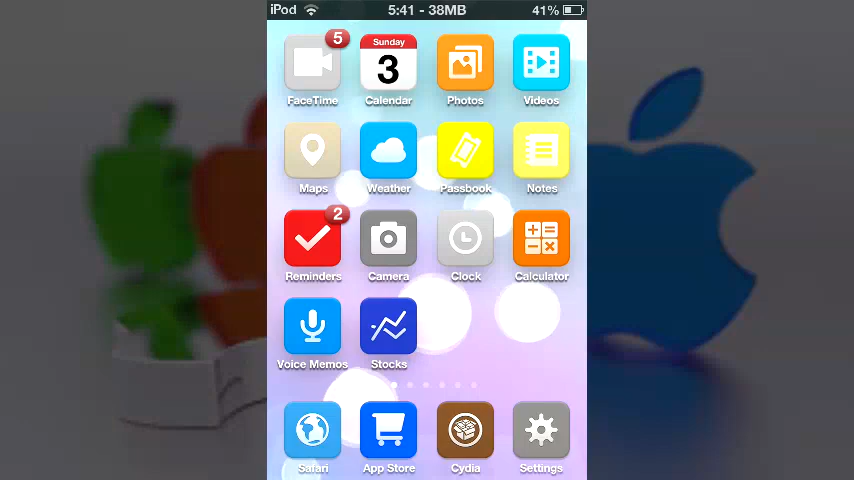 iPod 5:41 - 38MB 41%
5
Sunday
3
FaceTime Calendar Photos Videos
Maps Weather Passbook Notes
2
Reminders Camera Clock Calculator
Voice Memos Stocks
Safari App Store Cydia Settings